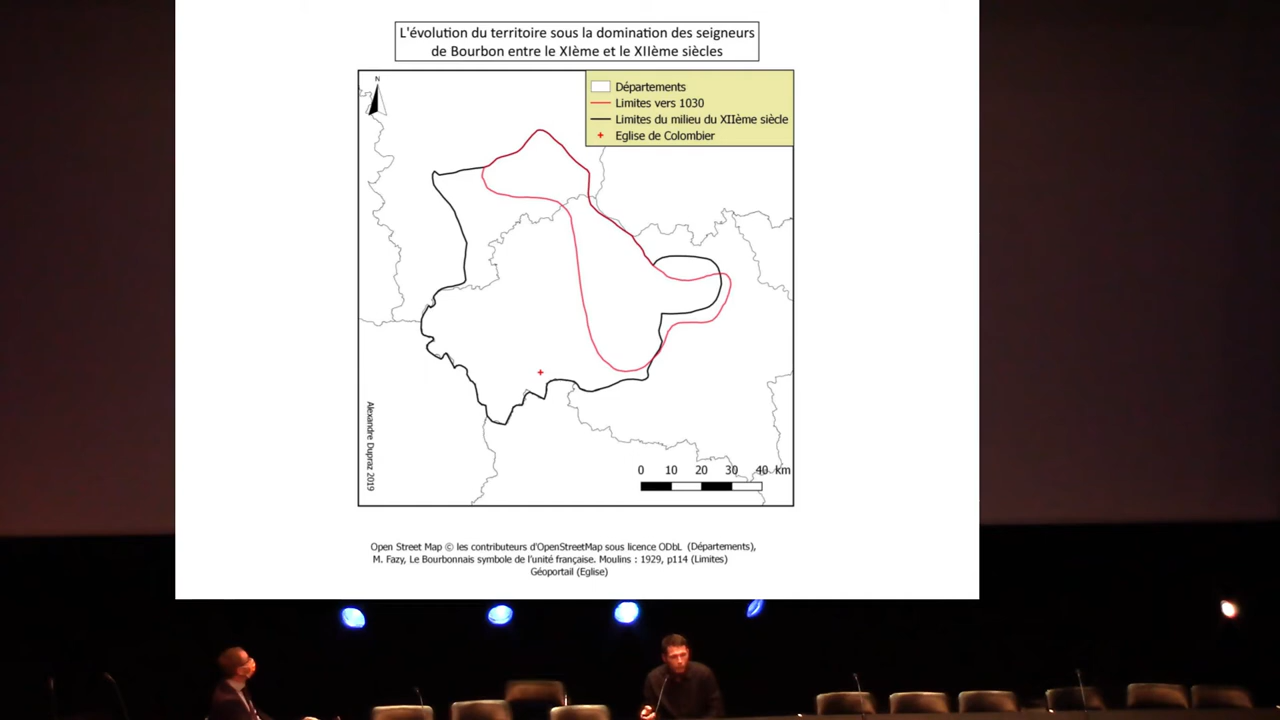 L'évolution du territoire sous la domination des seigneurs
de Bourbon entre le XIème et le XIIème siècles
N
Départements
Limites vers 1030
Limites du milieu du XIIème siècle
Eglise de Colombier
Alexandre Dupraz 2019
0 10 20 30 40 km
Open Street Map © les contributeurs d'OpenStreetMap sous licence ODbL (Départements),
M. Fazy, Le Bourbonnais symbole de l'unité française. Moulins : 1929, p114 (Limites)
Géoportail (Eglise)